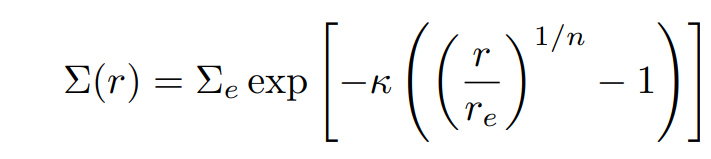 Σ(r) = Σ_e exp [ −κ ( ( r / r_e )^{1/n} − 1 ) ]